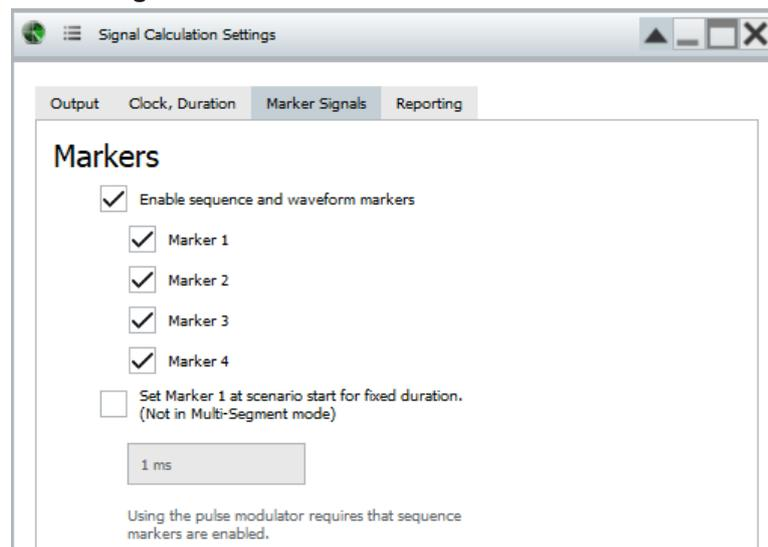 Signal Calculation Settings
Output Clock, Duration Marker Signals Reporting
Markers
Enable sequence and waveform markers
Marker 1
Marker 2
Marker 3
Marker 4
Set Marker 1 at scenario start for fixed duration.
(Not in Multi-Segment mode)
1 ms
Using the pulse modulator requires that sequence
markers are enabled.